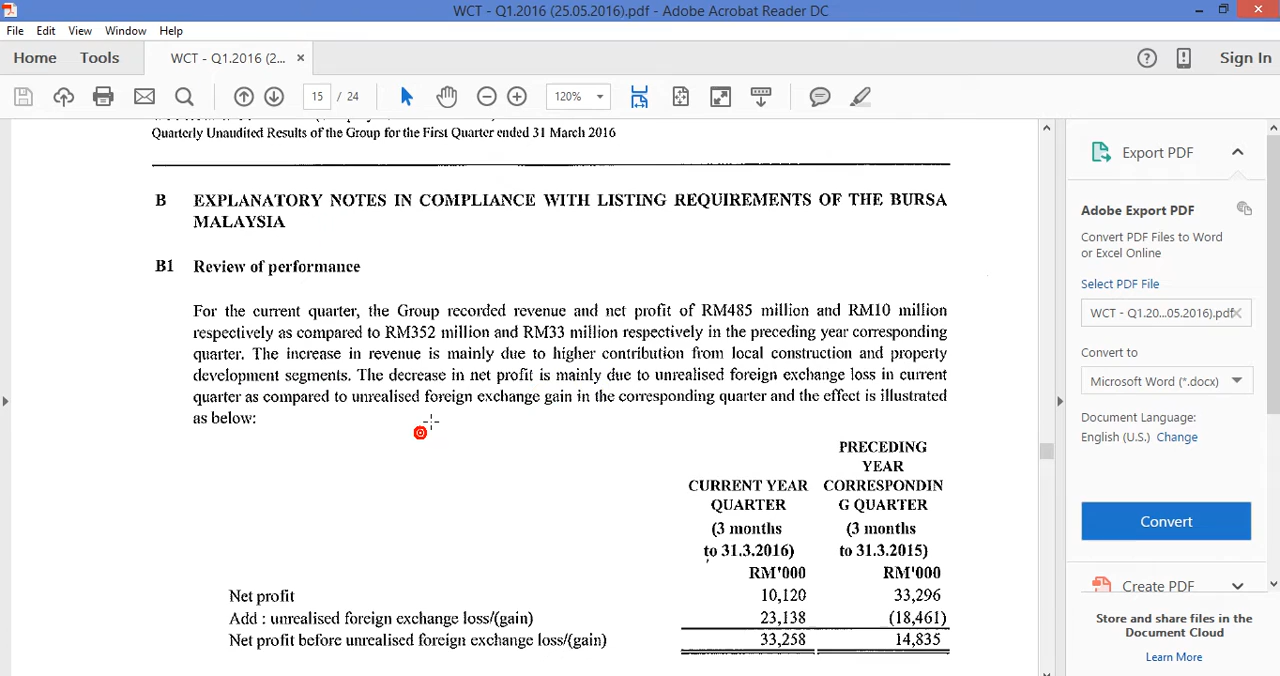 WCT - Q1.2016 (25.05.2016).pdf - Adobe Acrobat Reader DC
File Edit View Window Help
Home Tools WCT - Q1.2016 (2... × Sign In
15 / 24 120%
Quarterly Unaudited Results of the Group for the First Quarter ended 31 March 2016
B EXPLANATORY NOTES IN COMPLIANCE WITH LISTING REQUIREMENTS OF THE BURSA
MALAYSIA
B1 Review of performance
For the current quarter, the Group recorded revenue and net profit of RM485 million and RM10 million
respectively as compared to RM352 million and RM33 million respectively in the preceding year corresponding
quarter. The increase in revenue is mainly due to higher contribution from local construction and property
development segments. The decrease in net profit is mainly due to unrealised foreign exchange loss in current
quarter as compared to unrealised foreign exchange gain in the corresponding quarter and the effect is illustrated
as below:
PRECEDING
YEAR
CURRENT YEAR CORRESPONDIN
QUARTER G QUARTER
(3 months (3 months
to 31.3.2016) to 31.3.2015)
RM'000 RM'000
Net profit 10,120 33,296
Add : unrealised foreign exchange loss/(gain) 23,138 (18,461)
Net profit before unrealised foreign exchange loss/(gain) 33,258 14,835
Export PDF
Adobe Export PDF
Convert PDF Files to Word
or Excel Online
Select PDF File
WCT - Q1.20...05.2016).pdf
Convert to
Microsoft Word (*.docx)
Document Language:
English (U.S.) Change
Convert
Create PDF
Store and share files in the
Document Cloud
Learn More